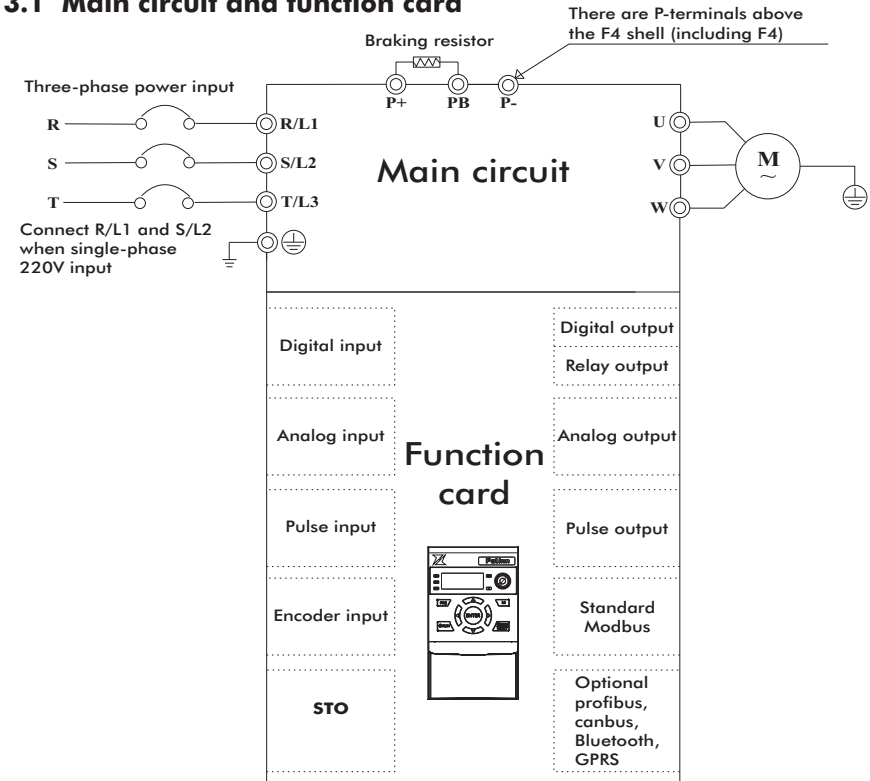 3.1 Main circuit and function card
There are P-terminals above
the F4 shell (including F4)
Braking resistor
Three-phase power input
P+ PB P-
R R/L1
S S/L2
T T/L3
U
V
W
M
~
Main circuit
Connect R/L1 and S/L2
when single-phase
220V input
Digital input
Digital output
Relay output
Analog input
Analog output
Function
card
Pulse input
Pulse output
Encoder input
ENTER
Standard
Modbus
STO
Optional
profibus,
canbus,
Bluetooth,
GPRS